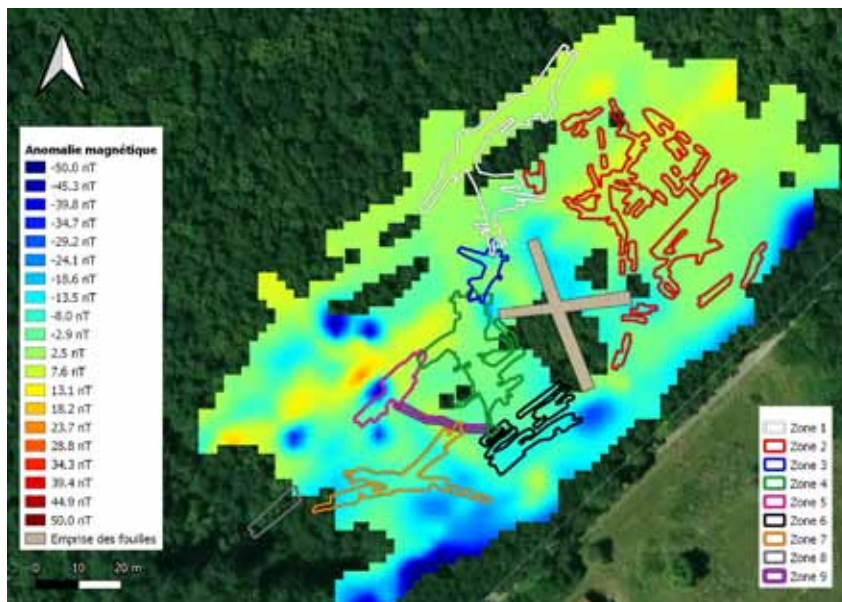 Anomalie magnétique
-50.0 nT
-45.3 nT
-39.8 nT
-34.7 nT
-29.2 nT
-24.1 nT
-18.6 nT
-13.5 nT
-8.0 nT
-2.9 nT
2.5 nT
7.6 nT
13.1 nT
18.2 nT
23.7 nT
28.8 nT
34.3 nT
39.4 nT
44.9 nT
50.0 nT
Emprise des fouilles
0 10 20 m
Zone 1
Zone 2
Zone 3
Zone 4
Zone 5
Zone 6
Zone 7
Zone 8
Zone 9